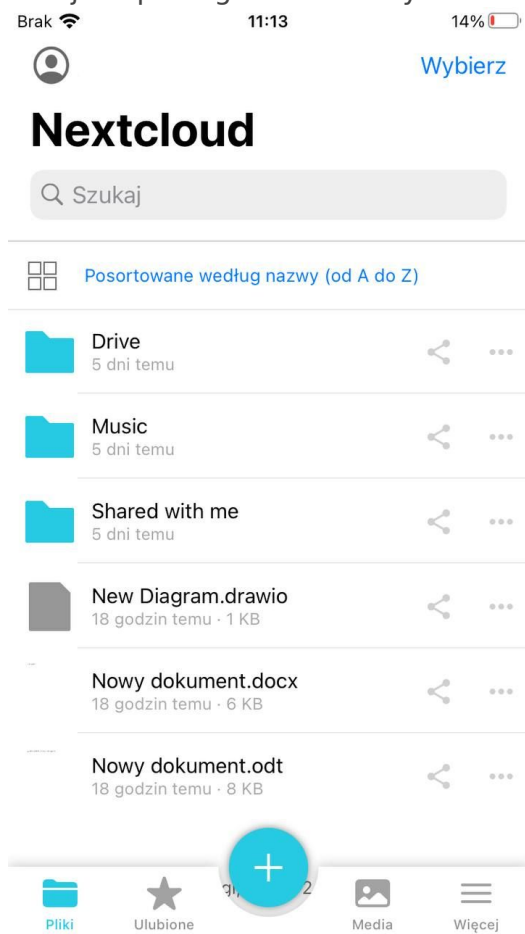 Brak 11:13 14%
Wybierz
Nextcloud
Szukaj
Posortowane według nazwy (od A do Z)
Drive
5 dni temu
Music
5 dni temu
Shared with me
5 dni temu
New Diagram.drawio
18 godzin temu · 1 KB
Nowy dokument.docx
18 godzin temu · 6 KB
Nowy dokument.odt
18 godzin temu · 8 KB
Pliki Ulubione Media Więcej